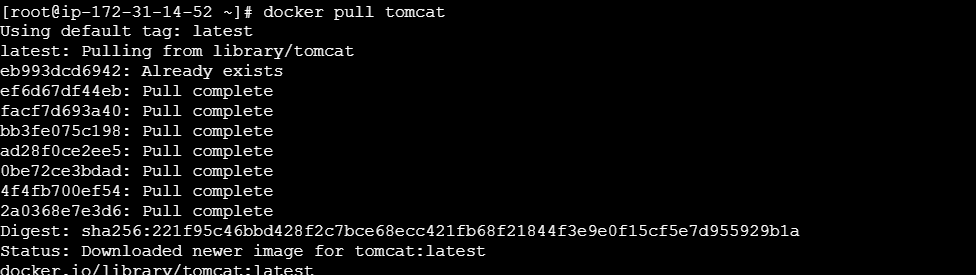 [root@ip-172-31-14-52 ~]# docker pull tomcat
Using default tag: latest
latest: Pulling from library/tomcat
eb993dcd6942: Already exists
ef6d67df44eb: Pull complete
facf7d693a40: Pull complete
bb3fe075c198: Pull complete
ad28f0ce2ee5: Pull complete
0be72ce3bdad: Pull complete
4f4fb700ef54: Pull complete
2a0368e7e3d6: Pull complete
Digest: sha256:221f95c46bbd428f2c7bce68ecc421fb68f21844f3e9e0f15cf5e7d955929b1a
Status: Downloaded newer image for tomcat:latest
docker.io/library/tomcat:latest